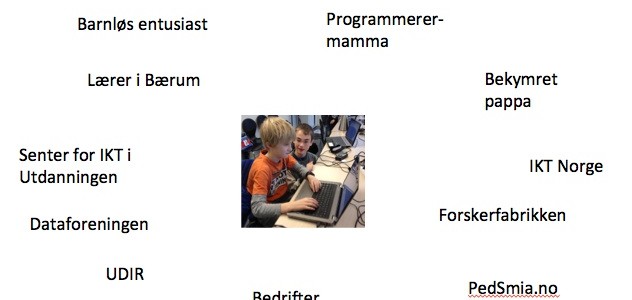 Barnløs entusiast
Programmerer-
mamma
Lærer i Bærum
Bekymret
pappa
Senter for IKT i
Utdanningen
IKT Norge
Dataforeningen
Forskerfabrikken
UDIR
Bedrifter
PedSmia.no